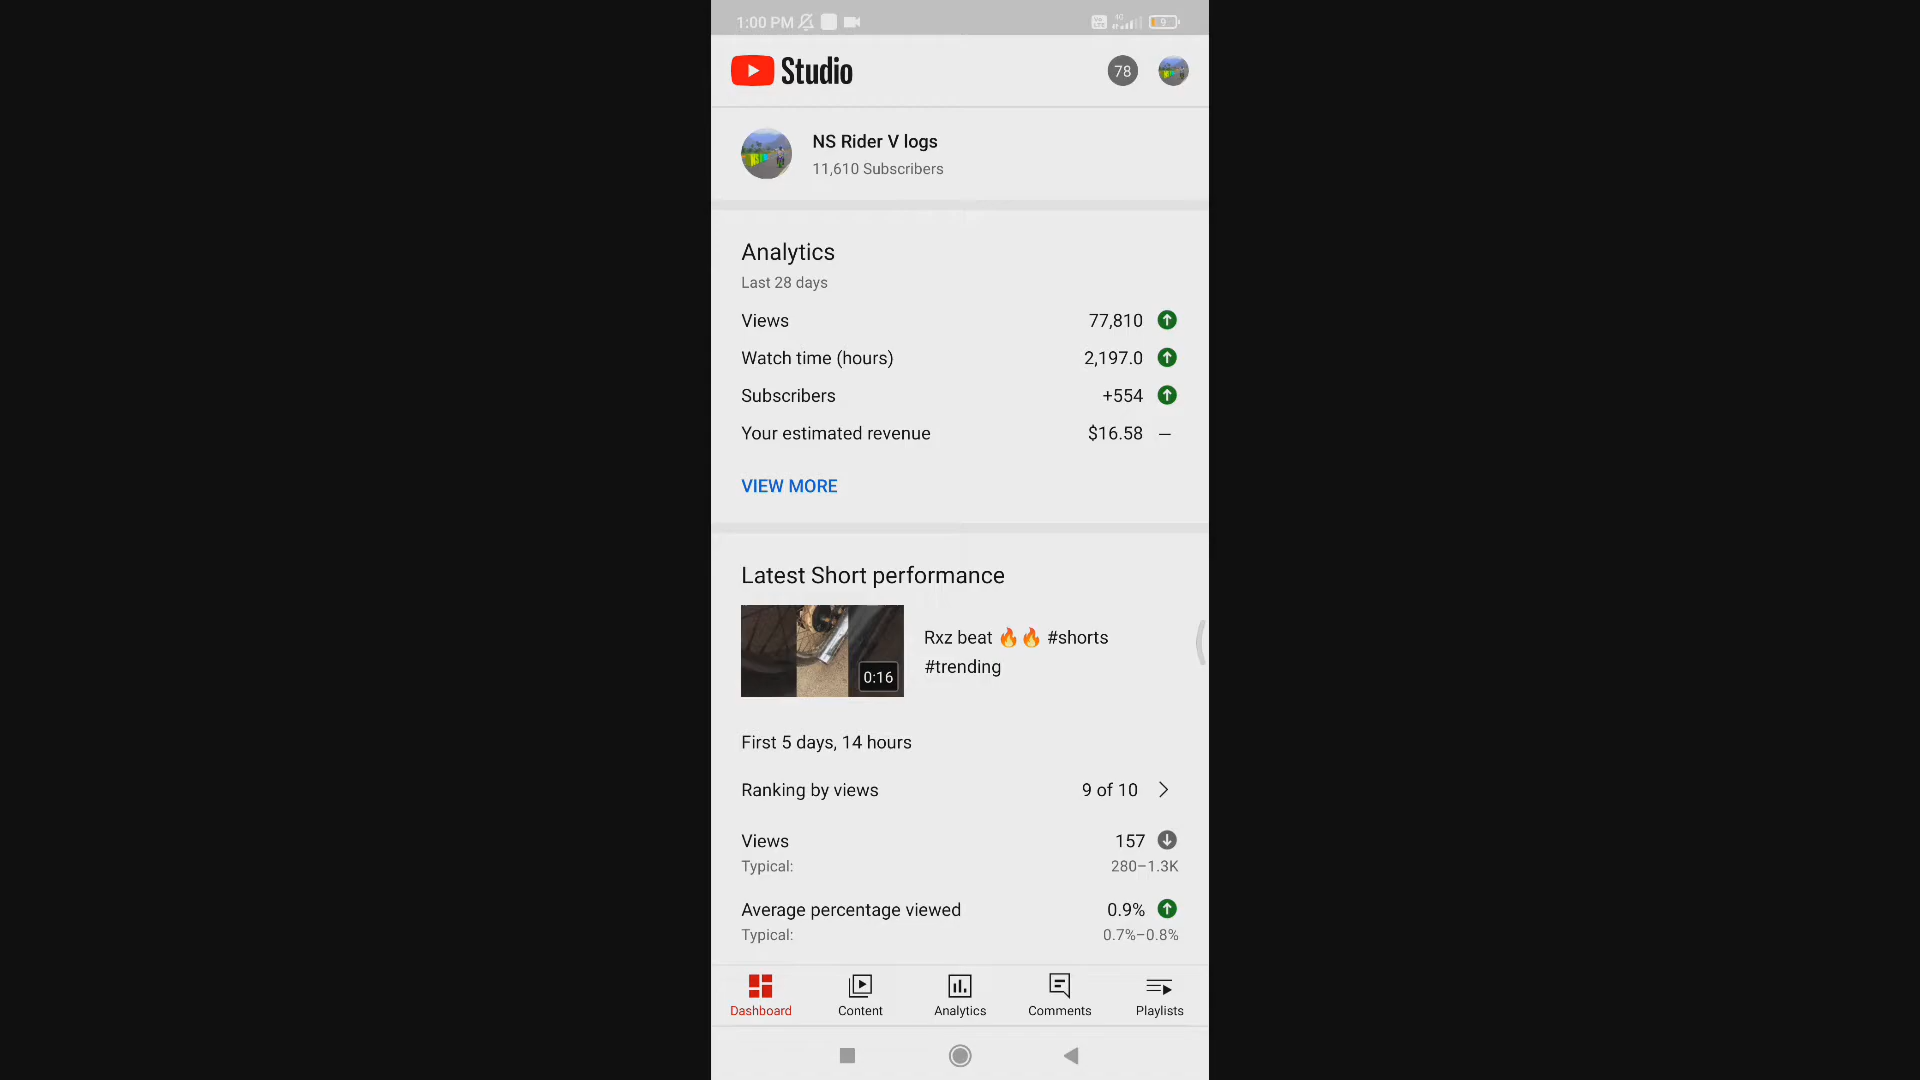 1:00 PM
4G
9
Studio
78
NS Rider V logs
11,610 Subscribers
Analytics
Last 28 days
Views 77,810
Watch time (hours) 2,197.0
Subscribers +554
Your estimated revenue $16.58 —
VIEW MORE
Latest Short performance
0:16
Rxz beat 🔥🔥 #shorts
#trending
First 5 days, 14 hours
Ranking by views 9 of 10
Views 157
Typical: 280–1.3K
Average percentage viewed 0.9%
Typical: 0.7%–0.8%
Dashboard Content Analytics Comments Playlists